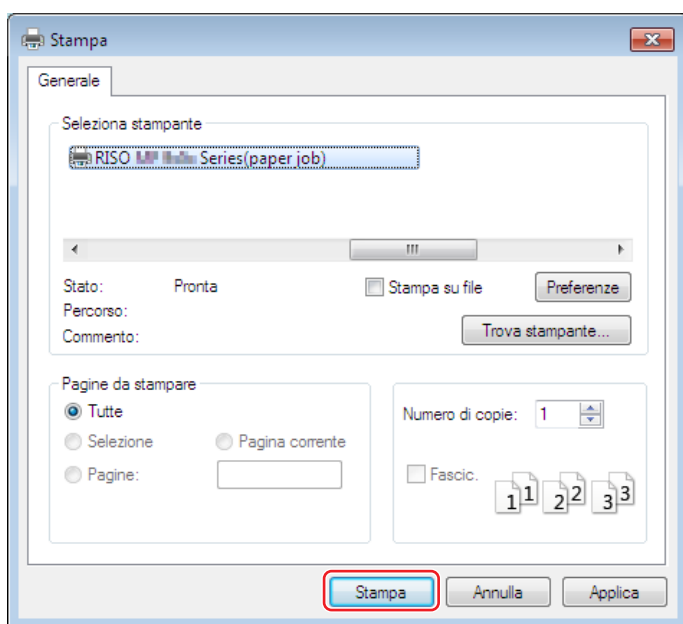 Stampa
Generale
Seleziona stampante
RISO Series(paper job)
Stato: Pronta
Stampa su file
Preferenze
Percorso:
Commento:
Trova stampante...
Pagine da stampare
Tutte
Selezione
Pagina corrente
Pagine:
Numero di copie: 1
Fascic.
1 1 2 2 3 3
Stampa Annulla Applica